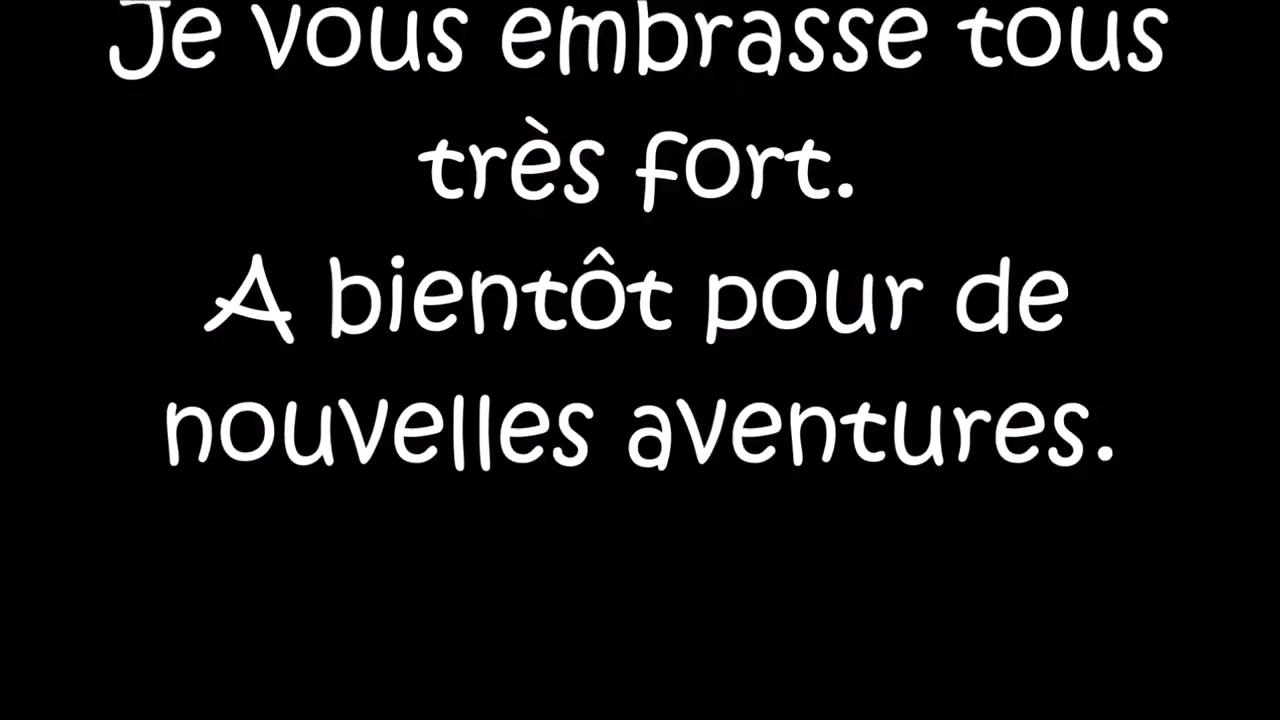 Je vous embrasse tous
très fort.
A bientôt pour de
nouvelles aventures.